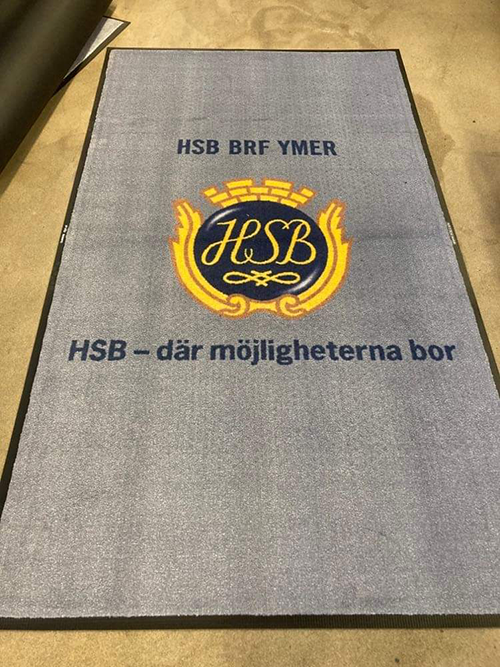 HSB BRF YMER
HSB
HSB – där möjligheterna bor